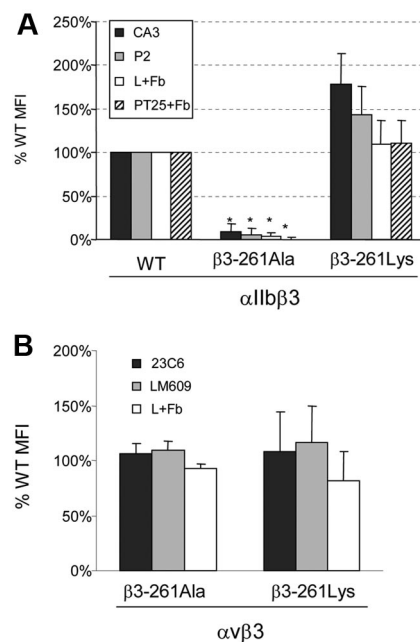 A
250%
200%
150%
100%
50%
0%
% WT MFI
CA3
P2
L+Fb
PT25+Fb
* * * *
WT β3-261Ala β3-261Lys
αIIbβ3
B
200%
150%
100%
50%
0%
% WT MFI
23C6
LM609
L+Fb
β3-261Ala β3-261Lys
αvβ3